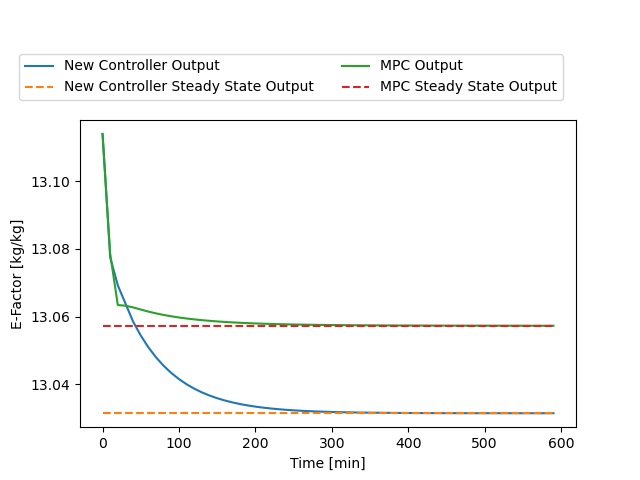 New Controller Output
New Controller Steady State Output
MPC Output
MPC Steady State Output
E-Factor [kg/kg]
13.10
13.08
13.06
13.04
0 100 200 300 400 500 600
Time [min]